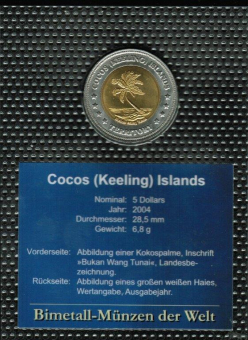 COCOS (KEELING) ISLANDS
TERRITORY
Cocos (Keeling) Islands
Nominal: 5 Dollars
Jahr: 2004
Durchmesser: 28,5 mm
Gewicht: 6,8 g
Vorderseite: Abbildung einer Kokospalme, Inschrift
»Bukan Wang Tunai«, Landesbe-
zeichnung.
Rückseite: Abbildung eines großen weißen Haies,
Wertangabe, Ausgabejahr.
Bimetall-Münzen der Welt